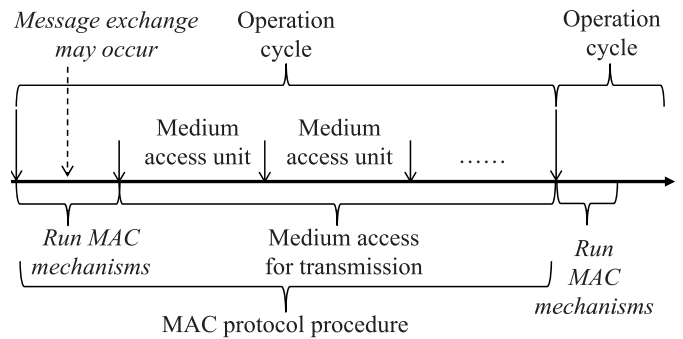 Message exchange
may occur
Operation
cycle
Operation
cycle
Medium
access unit
Medium
access unit
......
Run MAC
mechanisms
Medium access
for transmission
Run
MAC
mechanisms
MAC protocol procedure